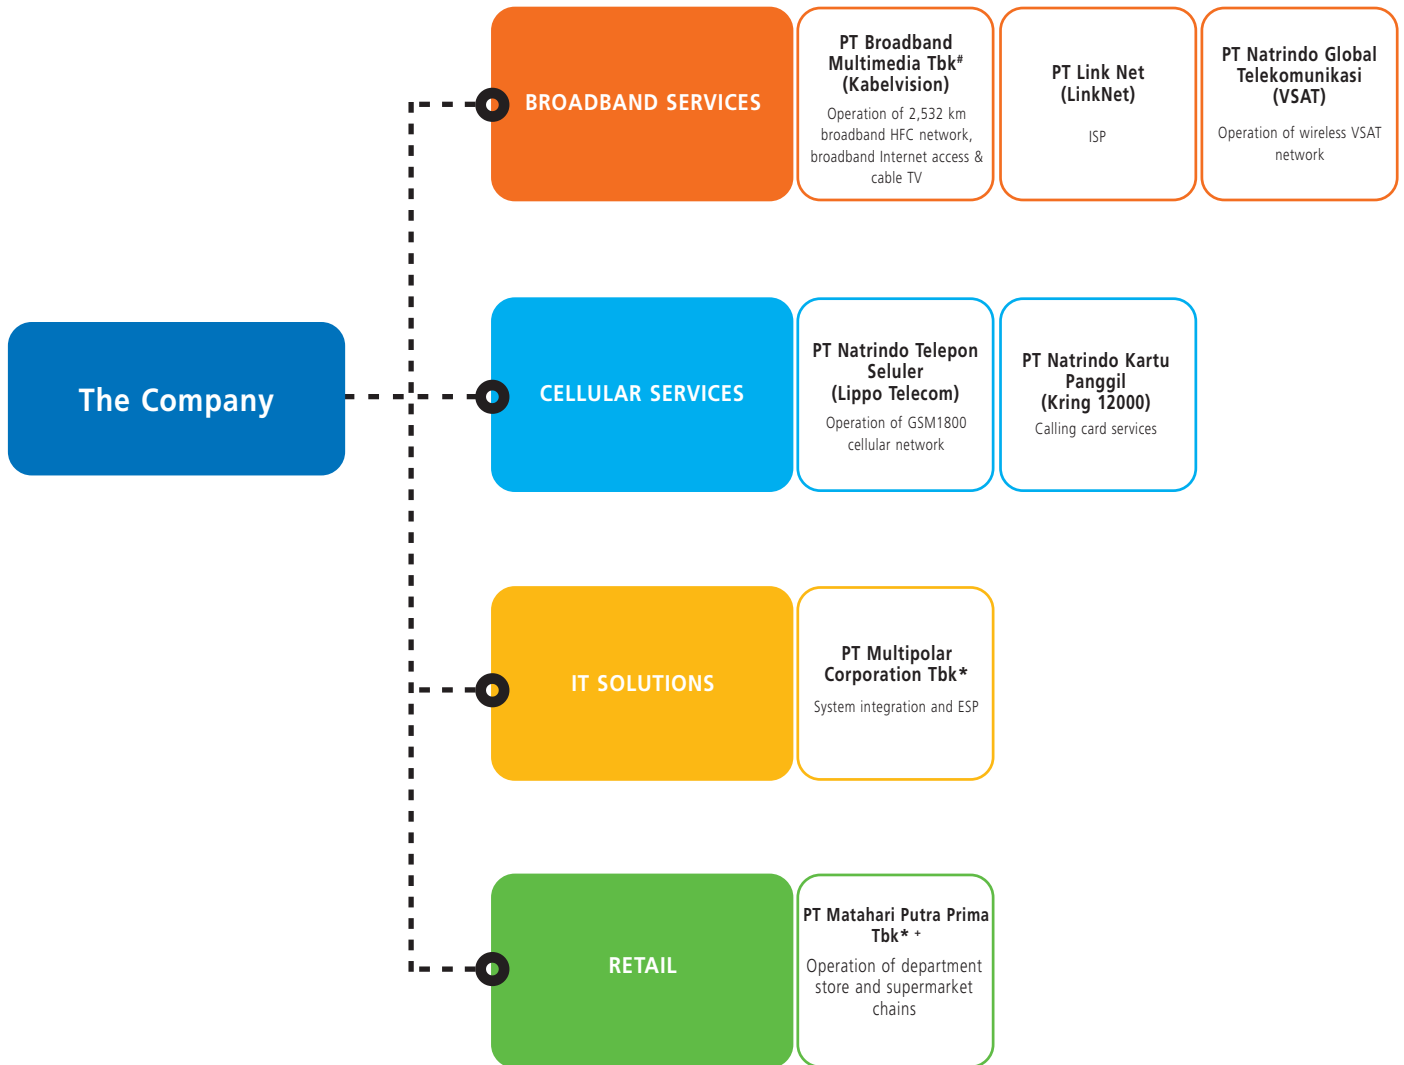 BROADBAND SERVICES
PT Broadband
Multimedia Tbk#
(Kabelvision)
Operation of 2,532 km
broadband HFC network,
broadband Internet access &
cable TV
PT Link Net
(LinkNet)
ISP
PT Natrindo Global
Telekomunikasi
(VSAT)
Operation of wireless VSAT
network
The Company
CELLULAR SERVICES
PT Natrindo Telepon
Seluler
(Lippo Telecom)
Operation of GSM1800
cellular network
PT Natrindo Kartu
Panggil
(Kring 12000)
Calling card services
IT SOLUTIONS
PT Multipolar
Corporation Tbk*
System integration and ESP
RETAIL
PT Matahari Putra Prima
Tbk* +
Operation of department
store and supermarket
chains